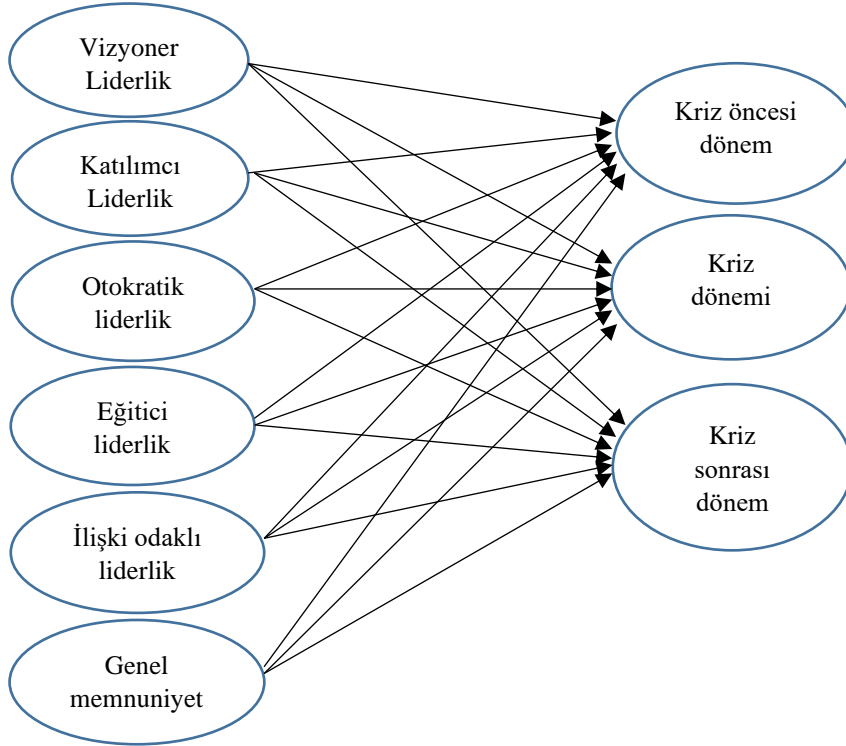 Vizyoner
Liderlik
Katılımcı
Liderlik
Otokratik
liderlik
Eğitici
liderlik
İlişki odaklı
liderlik
Genel
memnuniyet
Kriz öncesi
dönem
Kriz
dönemi
Kriz
sonrası
dönem